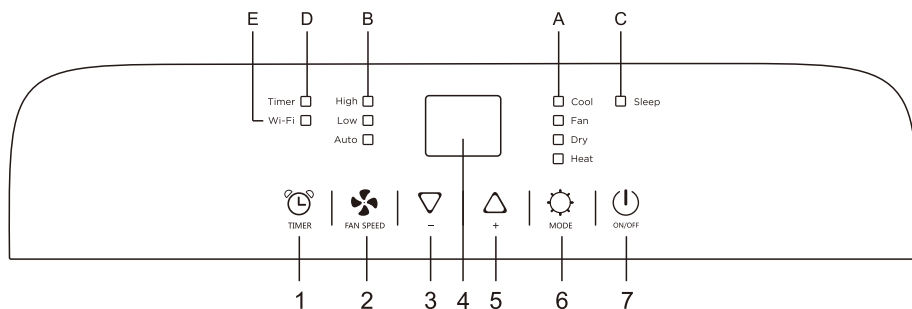 E D B A C
Timer High Cool Sleep
Wi-Fi Low Fan
Auto Dry
Heat
TIMER FAN SPEED − + MODE ON/OFF
1 2 3 4 5 6 7